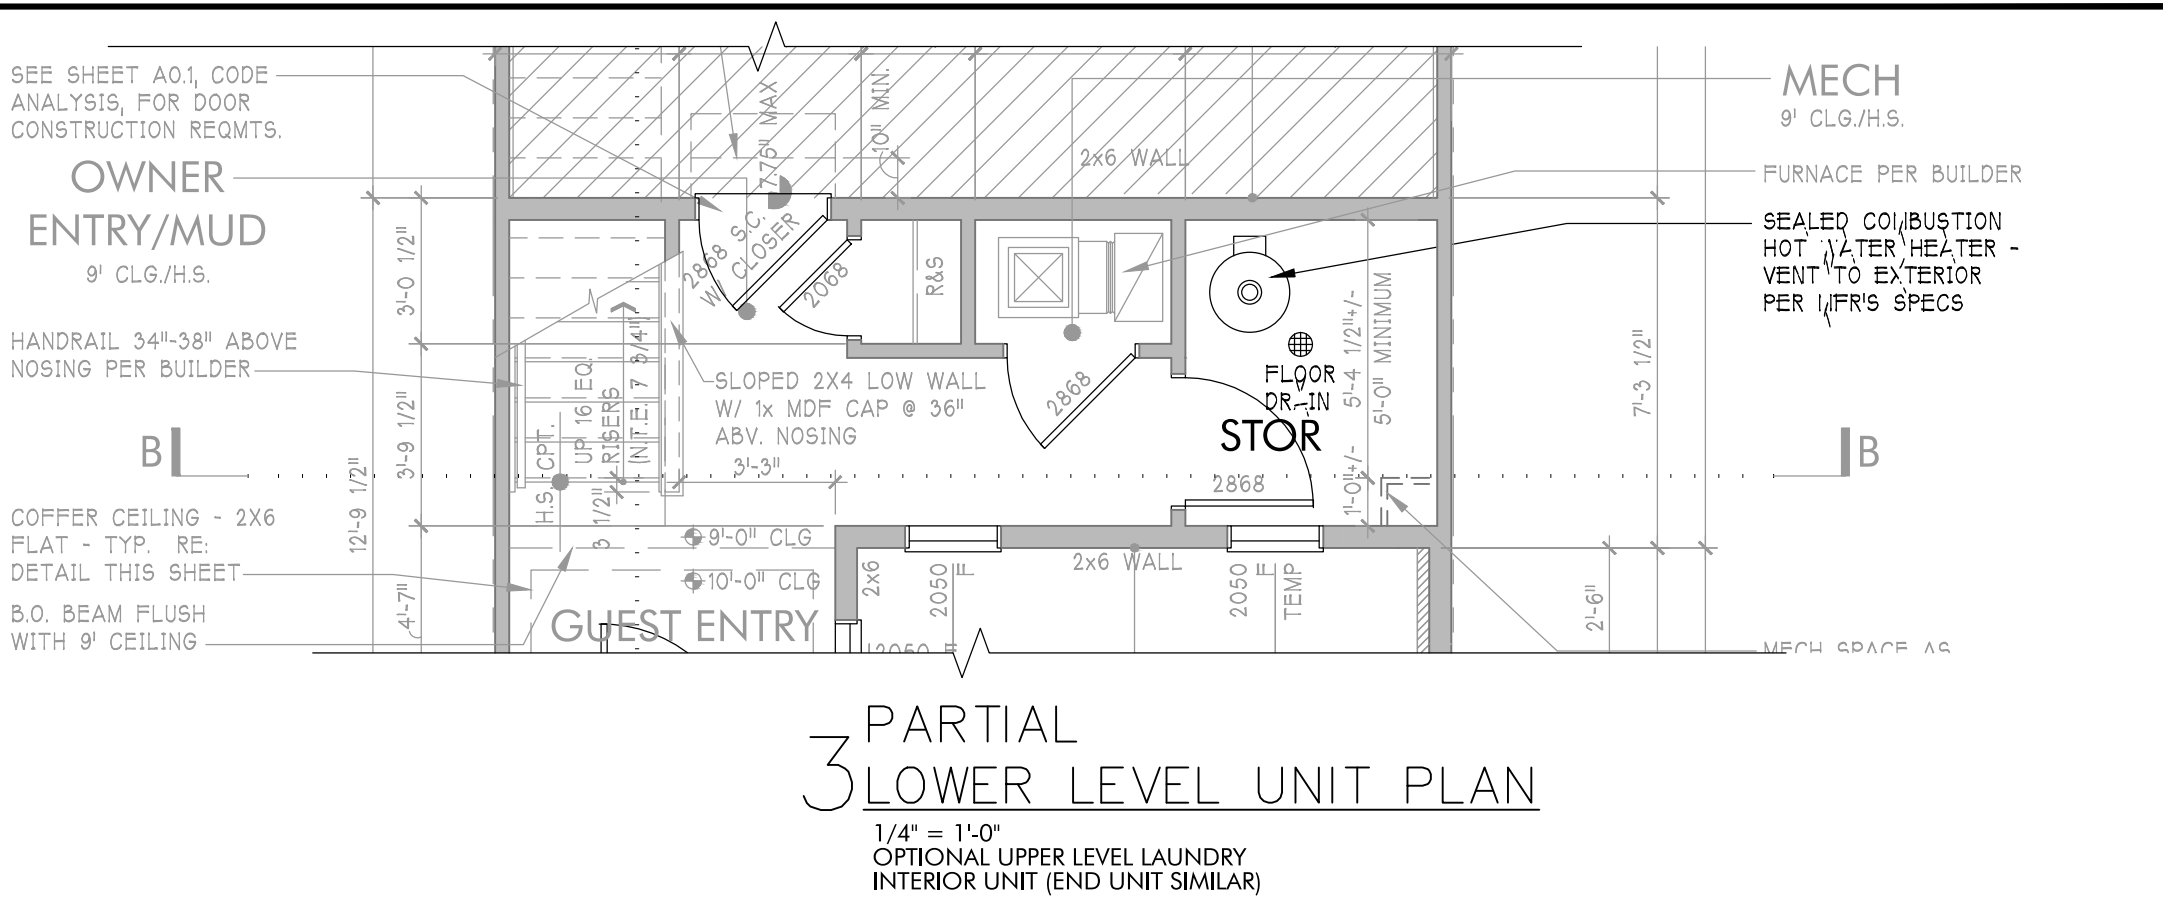 SEE SHEET A0.1, CODE
ANALYSIS, FOR DOOR
CONSTRUCTION REQMTS.
OWNER
ENTRY/MUD
9' CLG./H.S.
HANDRAIL 34"-38" ABOVE
NOSING PER BUILDER
B
COFFER CEILING - 2X6
FLAT - TYP. RE:
DETAIL THIS SHEET
B.O. BEAM FLUSH
WITH 9' CEILING
12'-9 1/2"
3'-0 1/2"
3'-9 1/2"
4'-7"
7.75" MAX
10" MIN.
2x6 WALL
2868 S.C.
W/ CLOSER
2068
R&S
H.S. CPT.
UP 16 EQ.
RISERS
(N.T.E. 7 3/4")
3 1/2"
SLOPED 2X4 LOW WALL
W/ 1x MDF CAP @ 36"
ABV. NOSING
3'-3"
2868
FLOOR
STOR
2868
5'-4 1/2"+/-
5'-0" MINIMUM
1'-0"+/-
9'-0" CLG
10'-0" CLG
GUEST ENTRY
2x6
2050 F
2x6 WALL
2050 F
TEMP
2050 F
MECH
9' CLG./H.S.
FURNACE PER BUILDER
SEALED COMBUSTION
HOT WATER HEATER -
VENT TO EXTERIOR
PER MFR'S SPECS
7'-3 1/2"
B
2'-6"
MECH SPACE AS
3
PARTIAL
LOWER LEVEL UNIT PLAN
1/4" = 1'-0"
OPTIONAL UPPER LEVEL LAUNDRY
INTERIOR UNIT (END UNIT SIMILAR)